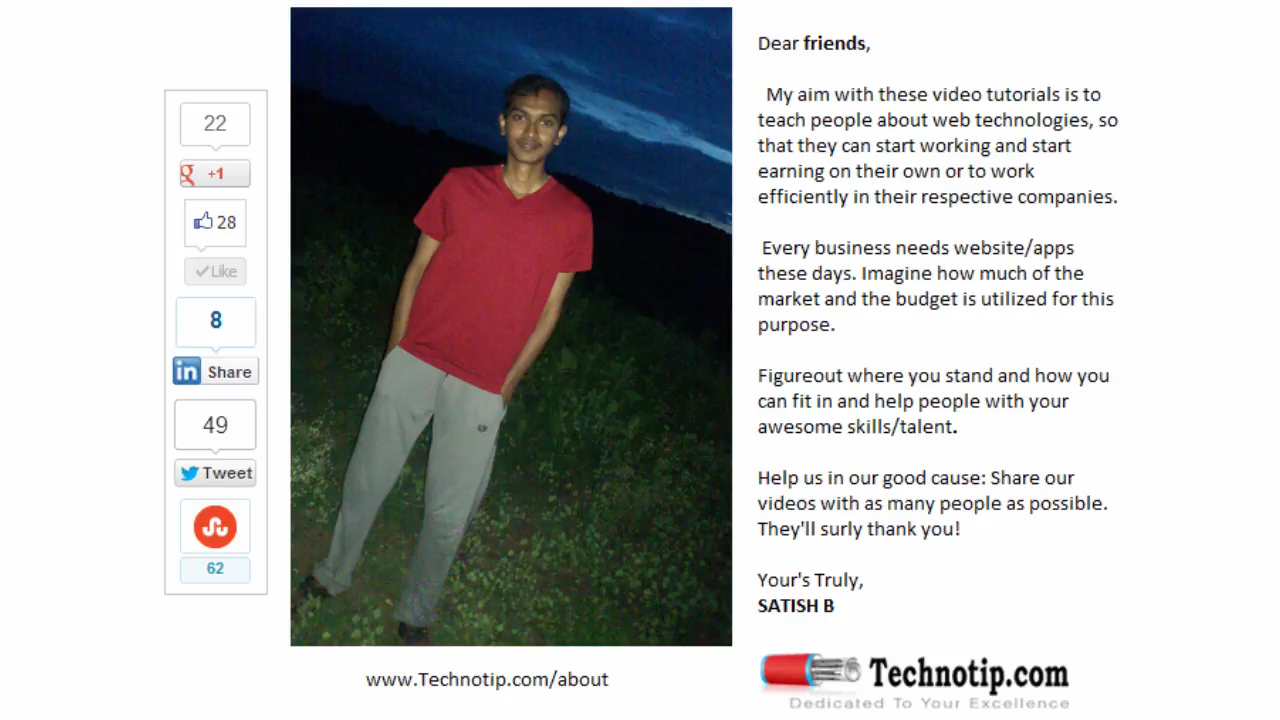 22
+1
28
Like
8
in Share
49
Tweet
62
Dear friends,
My aim with these video tutorials is to
teach people about web technologies, so
that they can start working and start
earning on their own or to work
efficiently in their respective companies.
Every business needs website/apps
these days. Imagine how much of the
market and the budget is utilized for this
purpose.
Figureout where you stand and how you
can fit in and help people with your
awesome skills/talent.
Help us in our good cause: Share our
videos with as many people as possible.
They'll surly thank you!
Your's Truly,
SATISH B
www.Technotip.com/about
Technotip.com
Dedicated To Your Excellence